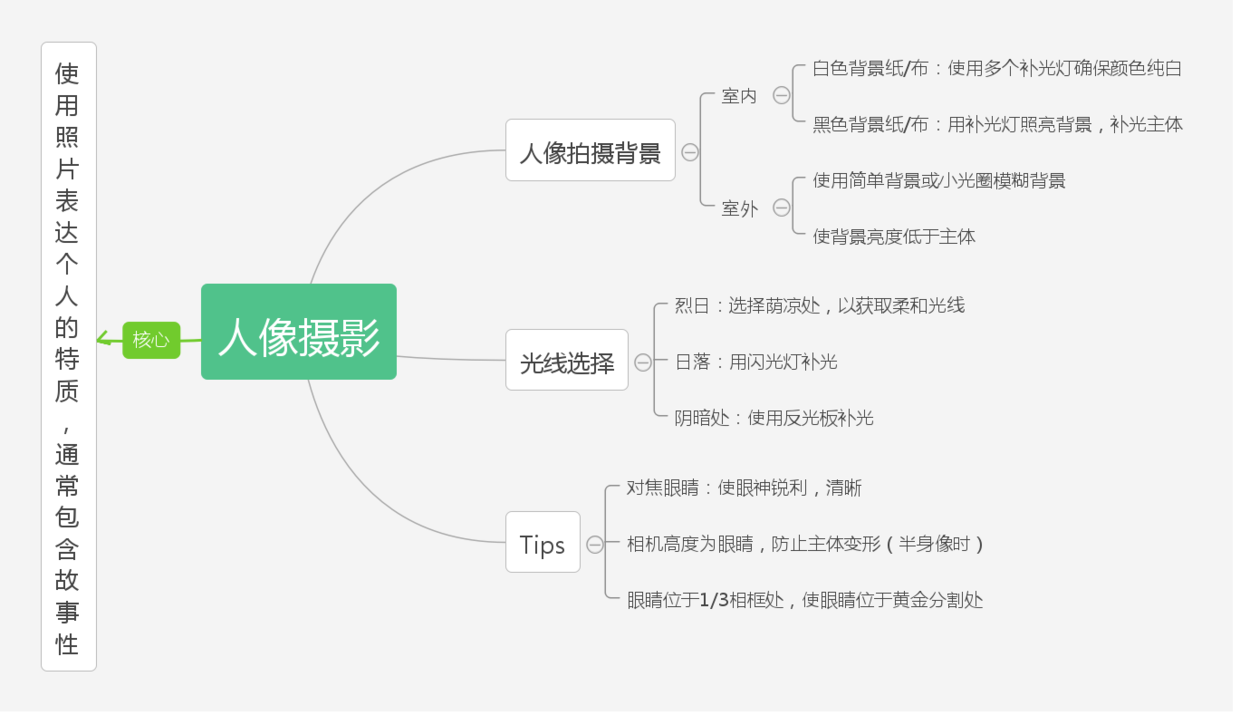 使用照片表达个人的特质，通常包含故事性
核心
人像摄影
人像拍摄背景
室内
白色背景纸/布：使用多个补光灯确保颜色纯白
黑色背景纸/布：用补光灯照亮背景，补光主体
室外
使用简单背景或小光圈模糊背景
使背景亮度低于主体
光线选择
烈日：选择荫凉处，以获取柔和光线
日落：用闪光灯补光
阴暗处：使用反光板补光
Tips
对焦眼睛：使眼神锐利，清晰
相机高度为眼睛，防止主体变形（半身像时）
眼睛位于1/3相框处，使眼睛位于黄金分割处